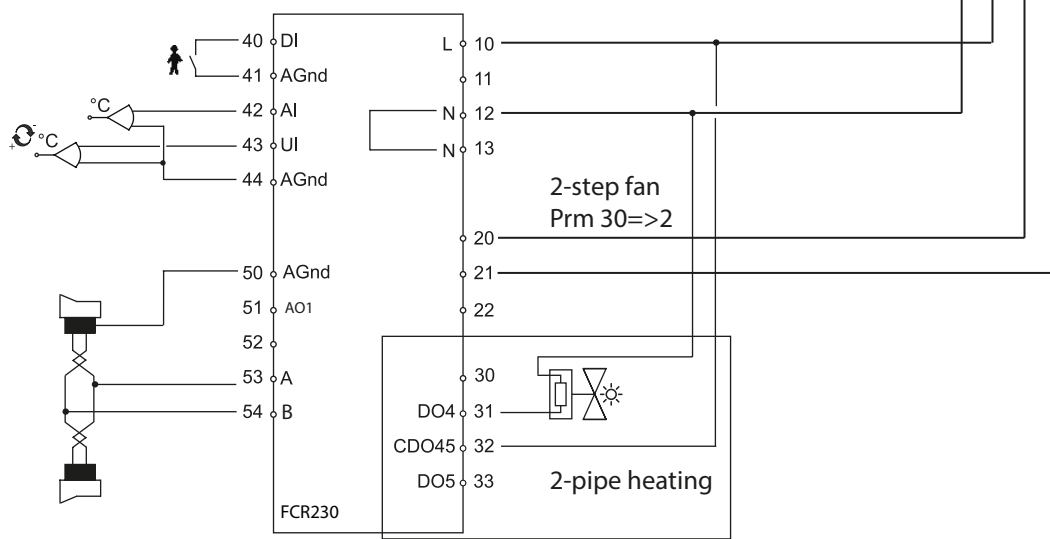 40 DI
41 AGnd
°C 42 AI
- + °C 43 UI
44 AGnd
50 AGnd
51 AO1
52
53 A
54 B
FCR230
L 10
11
N 12
N 13
2-step fan
Prm 30=>2
20
21
22
30
DO4 31
CDO45 32
DO5 33
2-pipe heating